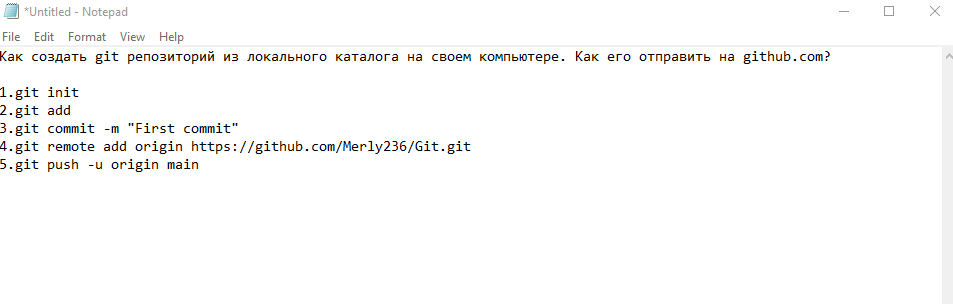 *Untitled - Notepad
File Edit Format View Help
Как создать git репозиторий из локального каталога на своем компьютере. Как его отправить на github.com?
1.git init
2.git add
3.git commit -m "First commit"
4.git remote add origin https://github.com/Merly236/Git.git
5.git push -u origin main